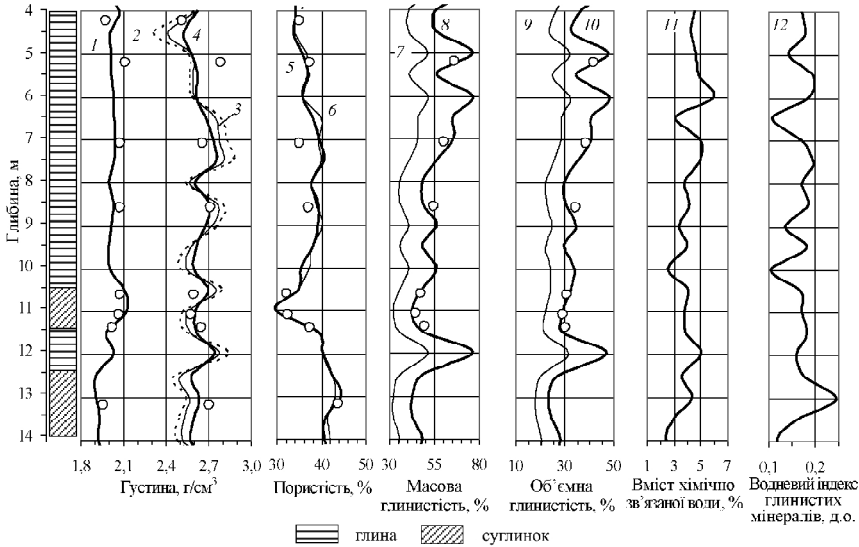 Глибина, м
4
5
6
7
8
9
10
11
12
13
14
1
2
4
3
5
6
7
8
9
10
11
12
1,8 2,1 2,4 2,7 3,0
30 40 50
30 55 80
10 30 50
1 3 5 7
0,1 0,2
Густина, г/см³
Пористість, %
Масова
глинистість, %
Об’ємна
глинистість, %
Вміст хімічно
зв’язаної води, %
Водневий індекс
глинистих
мінералів, д.о.
глина суглинок